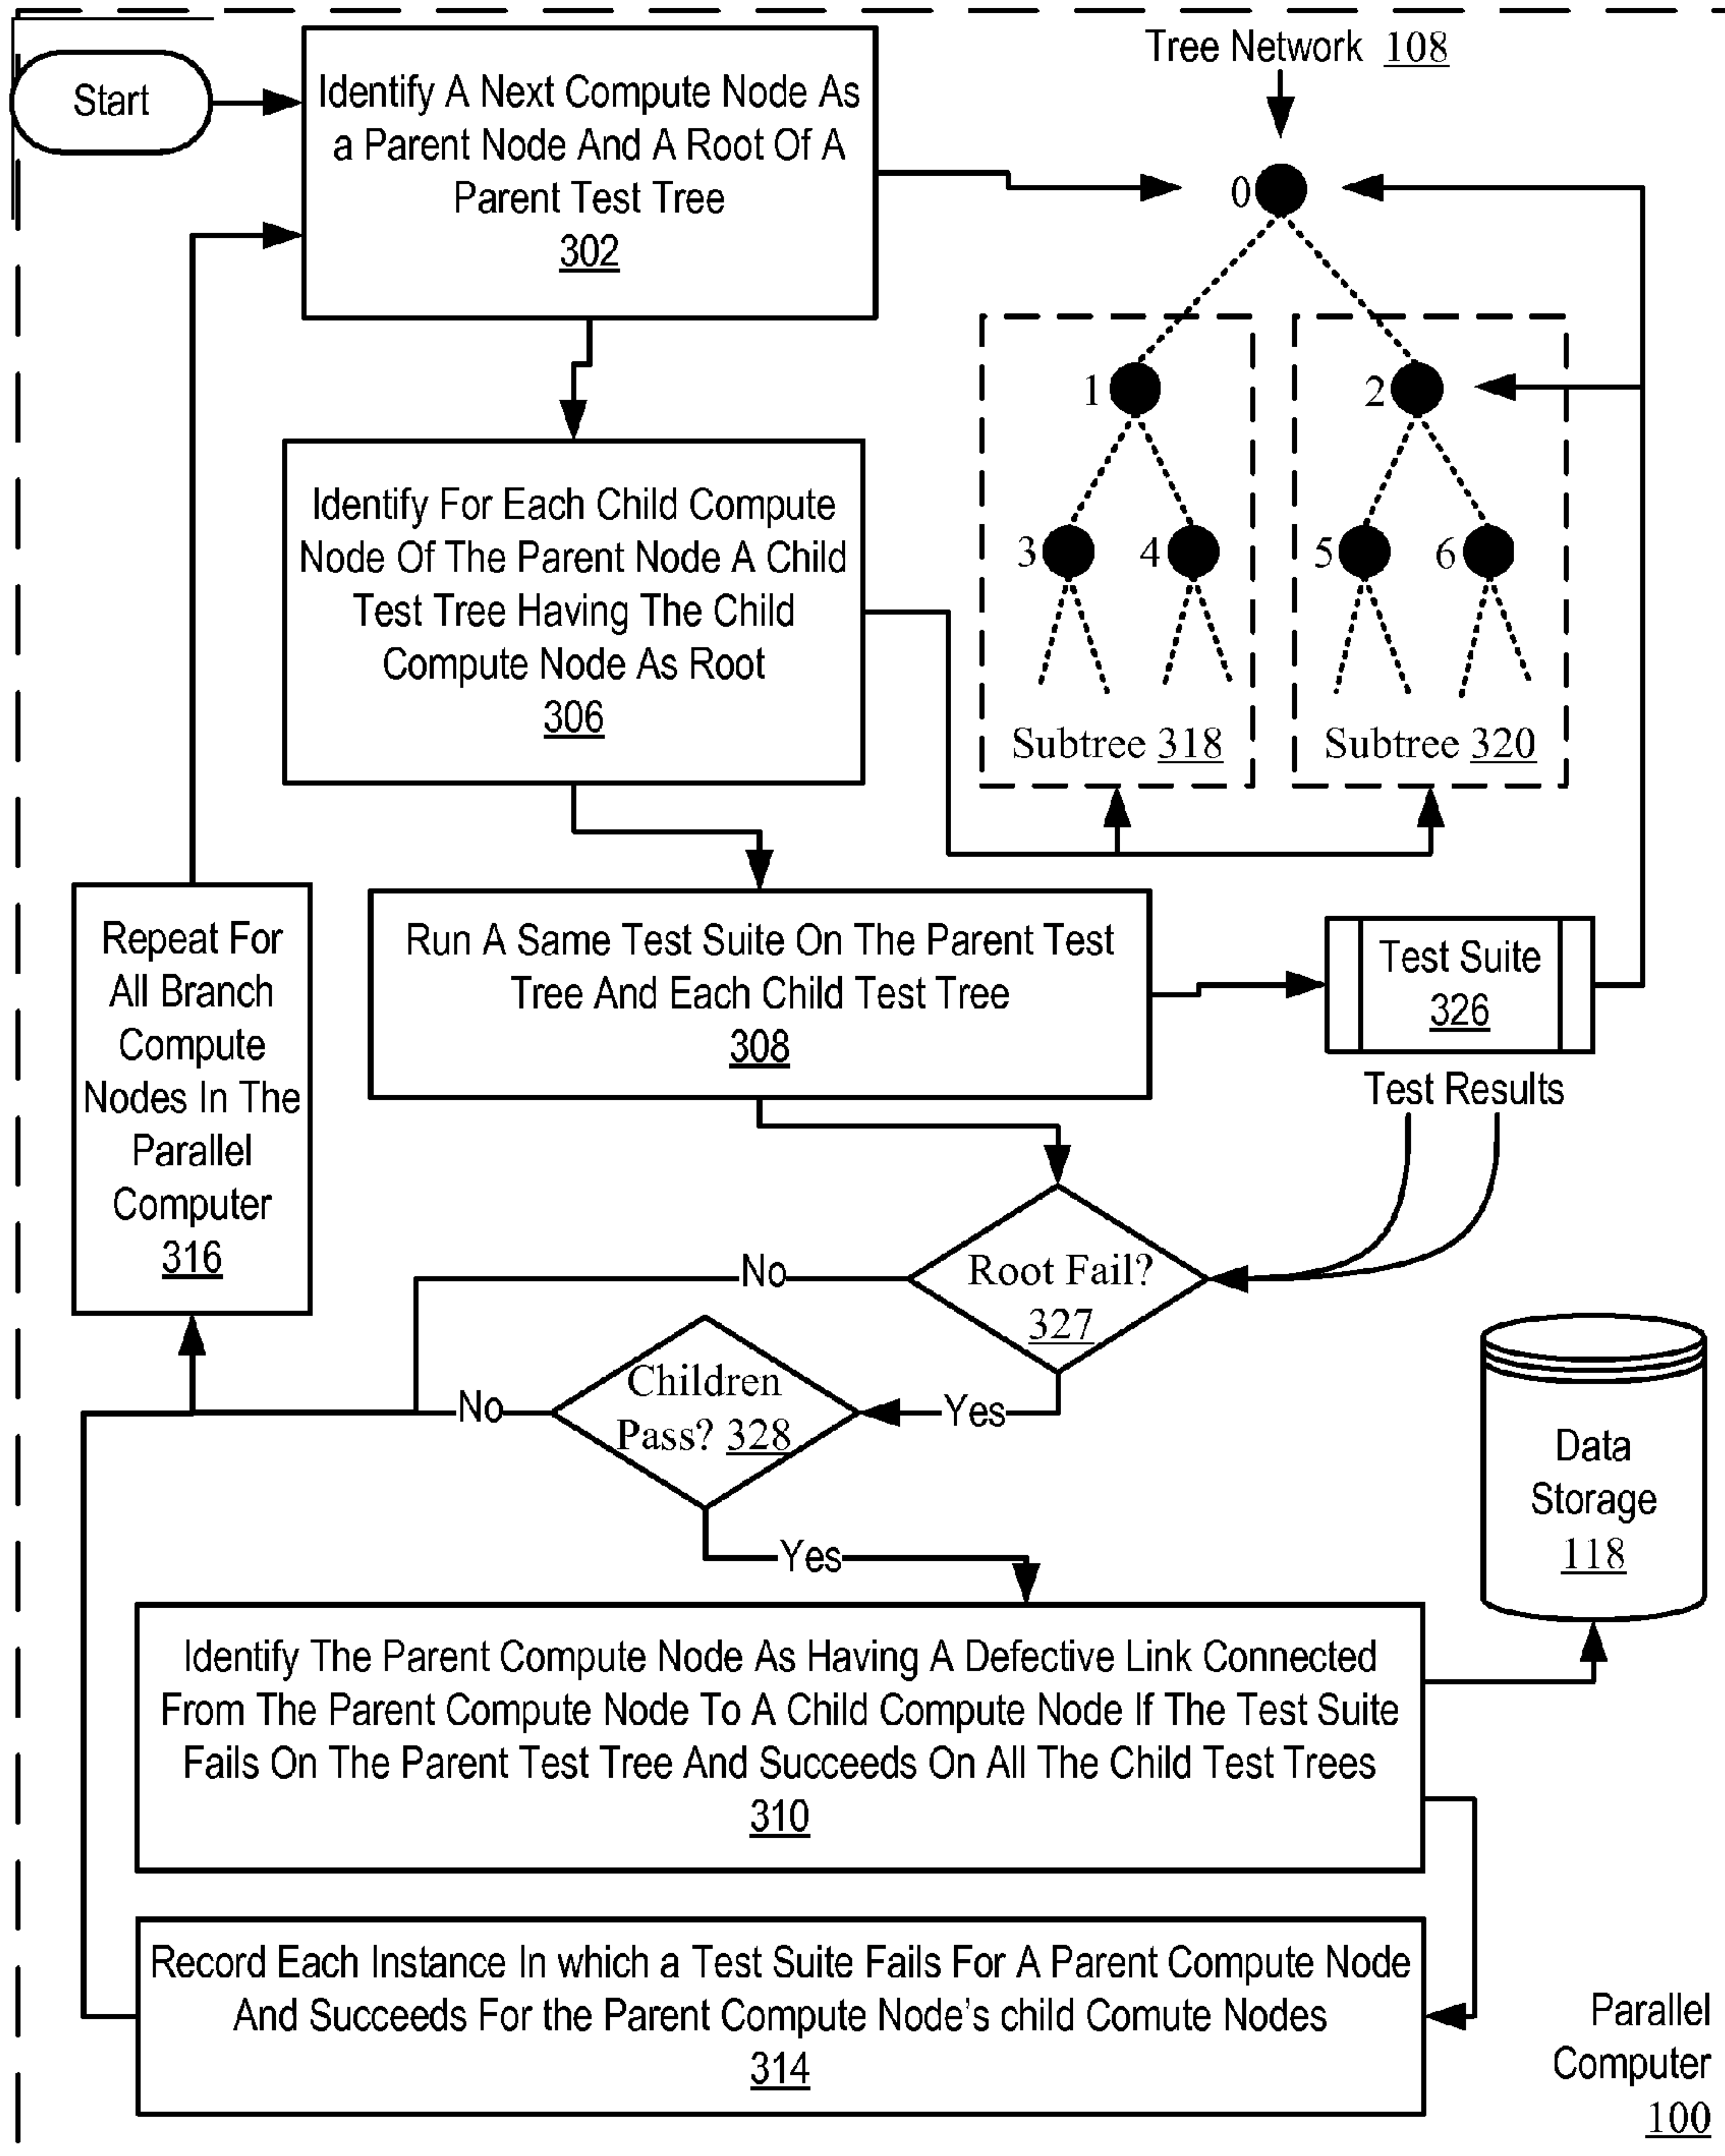 Start
Identify A Next Compute Node As
a Parent Node And A Root Of A
Parent Test Tree
302
Tree Network 108
0
1
2
3
4
5
6
Subtree 318
Subtree 320
Identify For Each Child Compute
Node Of The Parent Node A Child
Test Tree Having The Child
Compute Node As Root
306
Repeat For
All Branch
Compute
Nodes In The
Parallel
Computer
316
Run A Same Test Suite On The Parent Test
Tree And Each Child Test Tree
308
Test Suite
326
Test Results
Root Fail?
327
No
Yes
Children
Pass? 328
No
Yes
Data
Storage
118
Identify The Parent Compute Node As Having A Defective Link Connected
From The Parent Compute Node To A Child Compute Node If The Test Suite
Fails On The Parent Test Tree And Succeeds On All The Child Test Trees
310
Record Each Instance In which a Test Suite Fails For A Parent Compute Node
And Succeeds For the Parent Compute Node's child Comute Nodes
314
Parallel
Computer
100